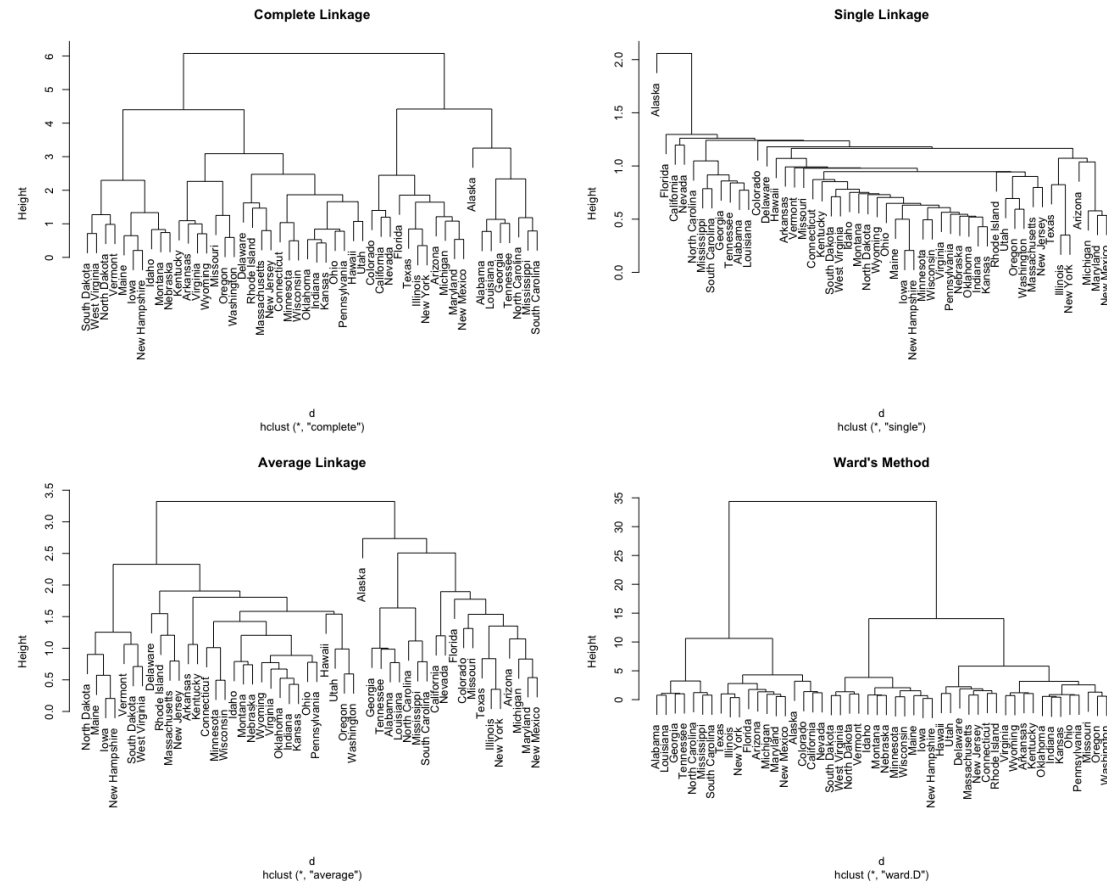 Complete Linkage
Height
0
1
2
3
4
5
6
South Dakota
West Virginia
North Dakota
Vermont
Maine
Iowa
New Hampshire
Idaho
Montana
Nebraska
Kentucky
Arkansas
Virginia
Wyoming
Missouri
Oregon
Washington
Delaware
Rhode Island
Massachusetts
New Jersey
Connecticut
Minnesota
Wisconsin
Oklahoma
Indiana
Kansas
Ohio
Pennsylvania
Hawaii
Utah
Colorado
California
Nevada
Florida
Texas
Illinois
New York
Arizona
Michigan
Maryland
New Mexico
Alaska
Alabama
Louisiana
Georgia
Tennessee
North Carolina
Mississippi
South Carolina
d
hclust (*, "complete")
Single Linkage
Height
0.0
0.5
1.0
1.5
2.0
Alaska
Florida
California
Nevada
North Carolina
Mississippi
South Carolina
Georgia
Tennessee
Alabama
Louisiana
Colorado
Delaware
Hawaii
Arkansas
Vermont
Missouri
Connecticut
Kentucky
South Dakota
West Virginia
Idaho
Montana
North Dakota
Wyoming
Ohio
Maine
Iowa
New Hampshire
Minnesota
Wisconsin
Virginia
Pennsylvania
Nebraska
Oklahoma
Indiana
Kansas
Rhode Island
Utah
Oregon
Washington
Massachusetts
New Jersey
Texas
Illinois
New York
Arizona
Michigan
Maryland
New Mexico
d
hclust (*, "single")
Average Linkage
Height
0.0
0.5
1.0
1.5
2.0
2.5
3.0
3.5
North Dakota
Maine
Iowa
New Hampshire
Vermont
South Dakota
West Virginia
Delaware
Rhode Island
Massachusetts
New Jersey
Arkansas
Kentucky
Connecticut
Minnesota
Wisconsin
Idaho
Montana
Nebraska
Wyoming
Virginia
Oklahoma
Indiana
Kansas
Ohio
Pennsylvania
Hawaii
Utah
Oregon
Washington
Alaska
Georgia
Tennessee
Alabama
Louisiana
North Carolina
Mississippi
South Carolina
California
Nevada
Florida
Colorado
Missouri
Texas
Illinois
New York
Arizona
Michigan
Maryland
New Mexico
d
hclust (*, "average")
Ward's Method
Height
0
5
10
15
20
25
30
35
Alabama
Louisiana
Georgia
Tennessee
North Carolina
Mississippi
South Carolina
Texas
Illinois
New York
Florida
Arizona
Michigan
Maryland
New Mexico
Alaska
Colorado
California
Nevada
South Dakota
West Virginia
North Dakota
Vermont
Idaho
Montana
Nebraska
Minnesota
Wisconsin
Maine
Iowa
New Hampshire
Hawaii
Utah
Delaware
Massachusetts
New Jersey
Connecticut
Rhode Island
Virginia
Wyoming
Arkansas
Kentucky
Oklahoma
Indiana
Kansas
Ohio
Pennsylvania
Missouri
Oregon
Washington
d
hclust (*, "ward.D")